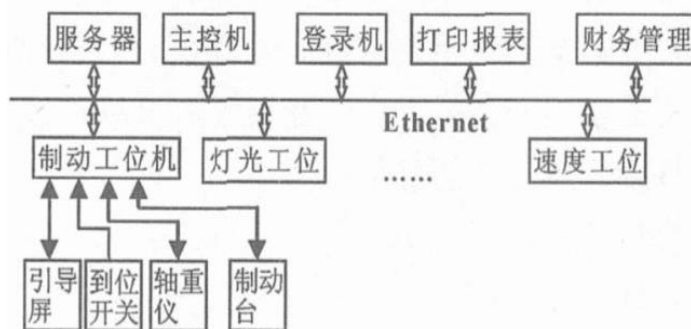 服务器 主控机 登录机 打印报表 财务管理
Ethernet
制动工位机 灯光工位 …… 速度工位
引导屏 到位开关 轴重仪 制动台